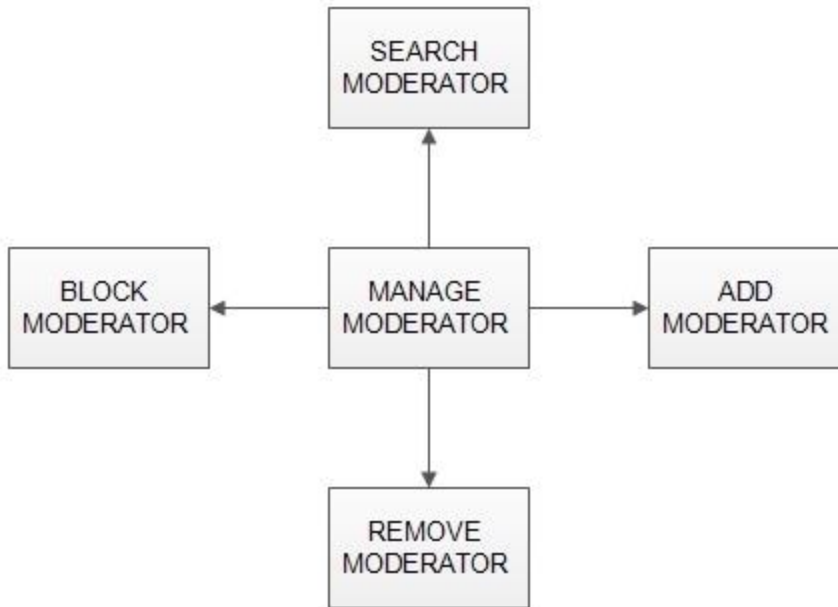 SEARCH
MODERATOR
BLOCK
MODERATOR
MANAGE
MODERATOR
ADD
MODERATOR
REMOVE
MODERATOR